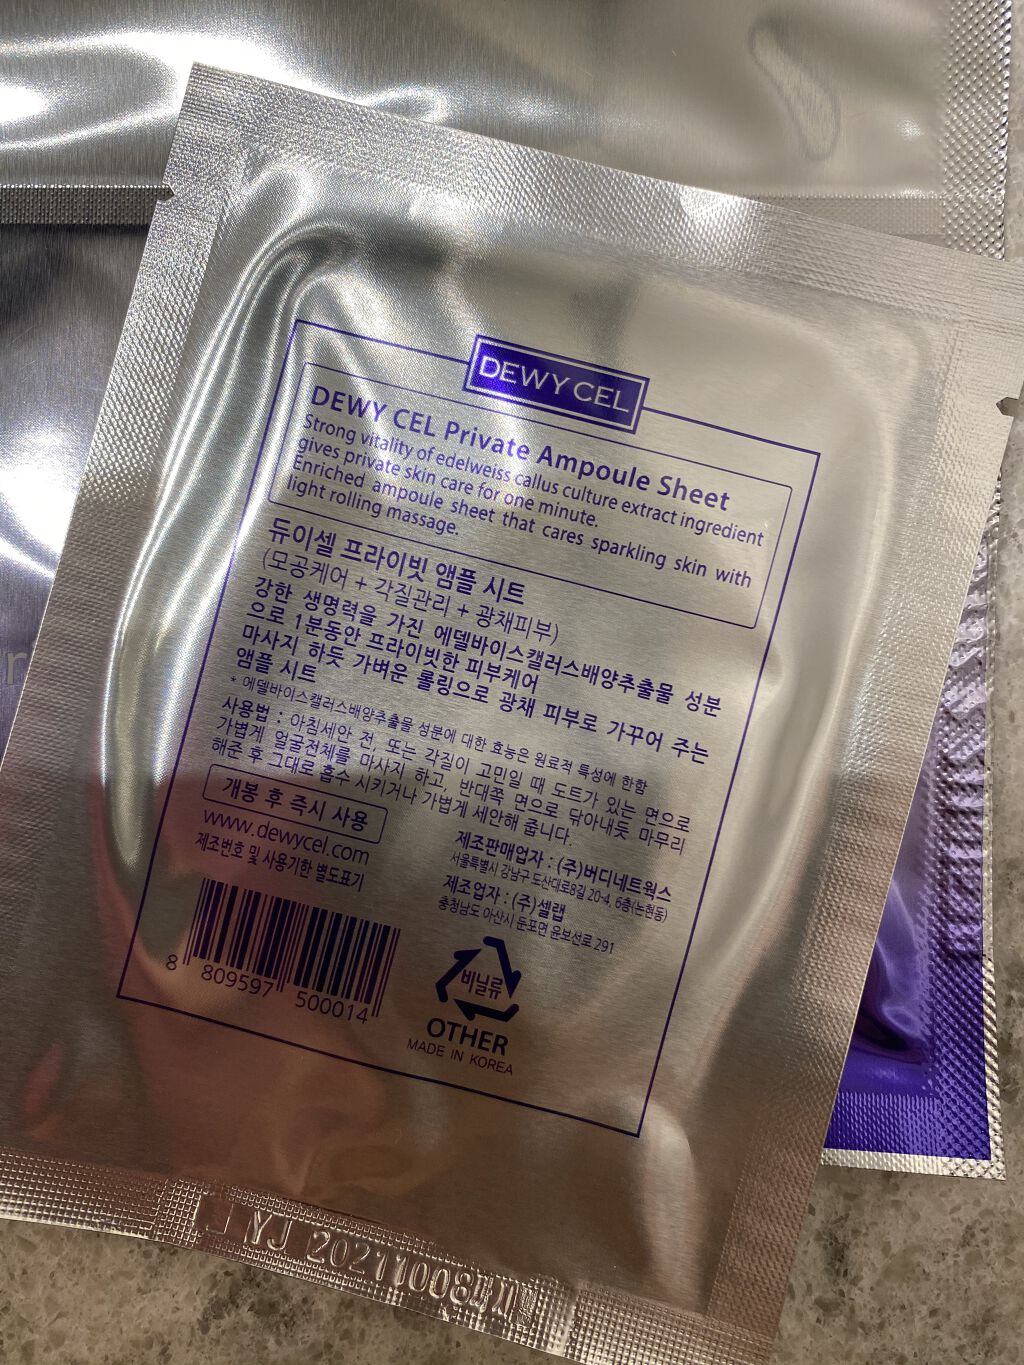 DEWY CEL
DEWY CEL Private Ampoule Sheet
Strong vitality of edelweiss callus culture extract ingredient
gives private skin care for one minute.
Enriched ampoule sheet that cares sparkling skin with
light rolling massage.
듀이셀 프라이빗 앰플 시트
(모공케어 + 각질관리 + 광채피부)
강한 생명력을 가진 에델바이스캘러스배양추출물 성분
으로 1분동안 프라이빗한 피부케어
마사지 하듯 가벼운 롤링으로 광채 피부로 가꾸어 주는
앰플 시트
* 에델바이스캘러스배양추출물 성분에 대한 효능은 원료적 특성에 한함
사용법 : 아침세안 전, 또는 각질이 고민일 때 도트가 있는 면으로
가볍게 얼굴전체를 마사지 하고, 반대쪽 면으로 닦아내듯 마무리
해준 후 그대로 흡수 시키거나 가볍게 세안해 줍니다.
개봉 후 즉시 사용
www.dewycel.com
제조번호 및 사용기한 별도표기
제조판매업자 : (주)버디네트웍스
서울특별시 강남구 도산대로8길 20-4, 6층(논현동)
제조업자 : (주)셀랩
충청남도 아산시 둔포면 윤보선로 291
8 809597 500014
비닐류
OTHER
MADE IN KOREA
YJ 20211008까지